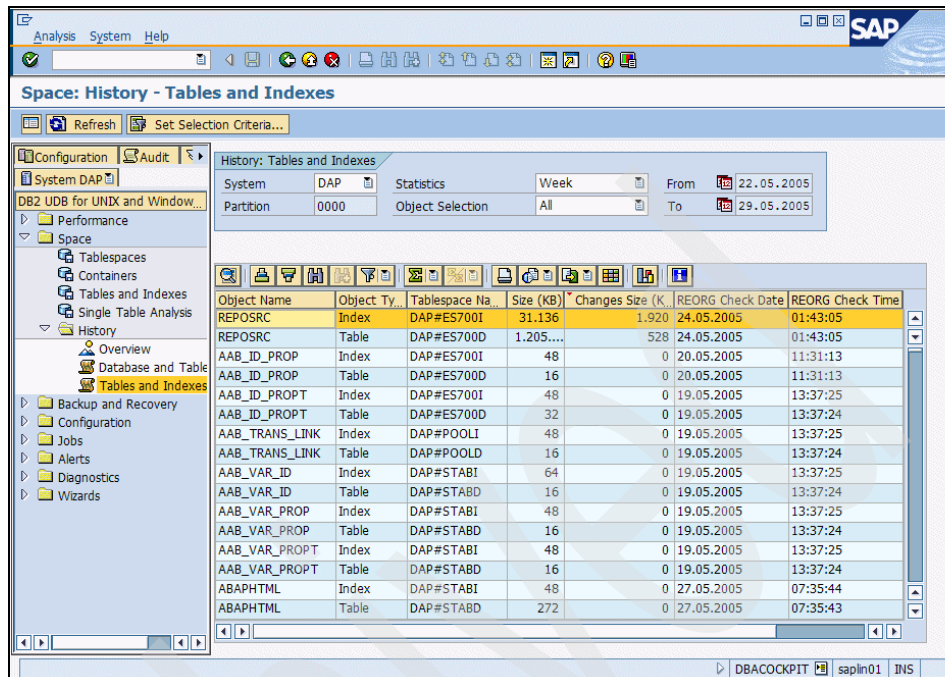 Analysis System Help
SAP
Space: History - Tables and Indexes
Refresh Set Selection Criteria...
Configuration Audit
System DAP
DB2 UDB for UNIX and Window...
Performance
Space
Tablespaces
Containers
Tables and Indexes
Single Table Analysis
History
Overview
Database and Table
Tables and Indexes
Backup and Recovery
Configuration
Jobs
Alerts
Diagnostics
Wizards
History: Tables and Indexes
System DAP Statistics Week From 22.05.2005
Partition 0000 Object Selection All To 29.05.2005
Object Name Object Ty... Tablespace Na... Size (KB) Changes Size (K... REORG Check Date REORG Check Time
REPOSRC Index DAP#ES700I 31.136 1.920 24.05.2005 01:43:05
REPOSRC Table DAP#ES700D 1.205.... 528 24.05.2005 01:43:05
AAB_ID_PROP Index DAP#ES700I 48 0 20.05.2005 11:31:13
AAB_ID_PROP Table DAP#ES700D 16 0 20.05.2005 11:31:13
AAB_ID_PROPT Index DAP#ES700I 48 0 19.05.2005 13:37:25
AAB_ID_PROPT Table DAP#ES700D 32 0 19.05.2005 13:37:24
AAB_TRANS_LINK Index DAP#POOLI 48 0 19.05.2005 13:37:25
AAB_TRANS_LINK Table DAP#POOLD 16 0 19.05.2005 13:37:24
AAB_VAR_ID Index DAP#STABI 64 0 19.05.2005 13:37:25
AAB_VAR_ID Table DAP#STABD 16 0 19.05.2005 13:37:24
AAB_VAR_PROP Index DAP#STABI 48 0 19.05.2005 13:37:25
AAB_VAR_PROP Table DAP#STABD 16 0 19.05.2005 13:37:24
AAB_VAR_PROPT Index DAP#STABI 48 0 19.05.2005 13:37:25
AAB_VAR_PROPT Table DAP#STABD 16 0 19.05.2005 13:37:24
ABAPHTML Index DAP#STABI 48 0 27.05.2005 07:35:44
ABAPHTML Table DAP#STABD 272 0 27.05.2005 07:35:43
DBACOCKPIT saplin01 INS